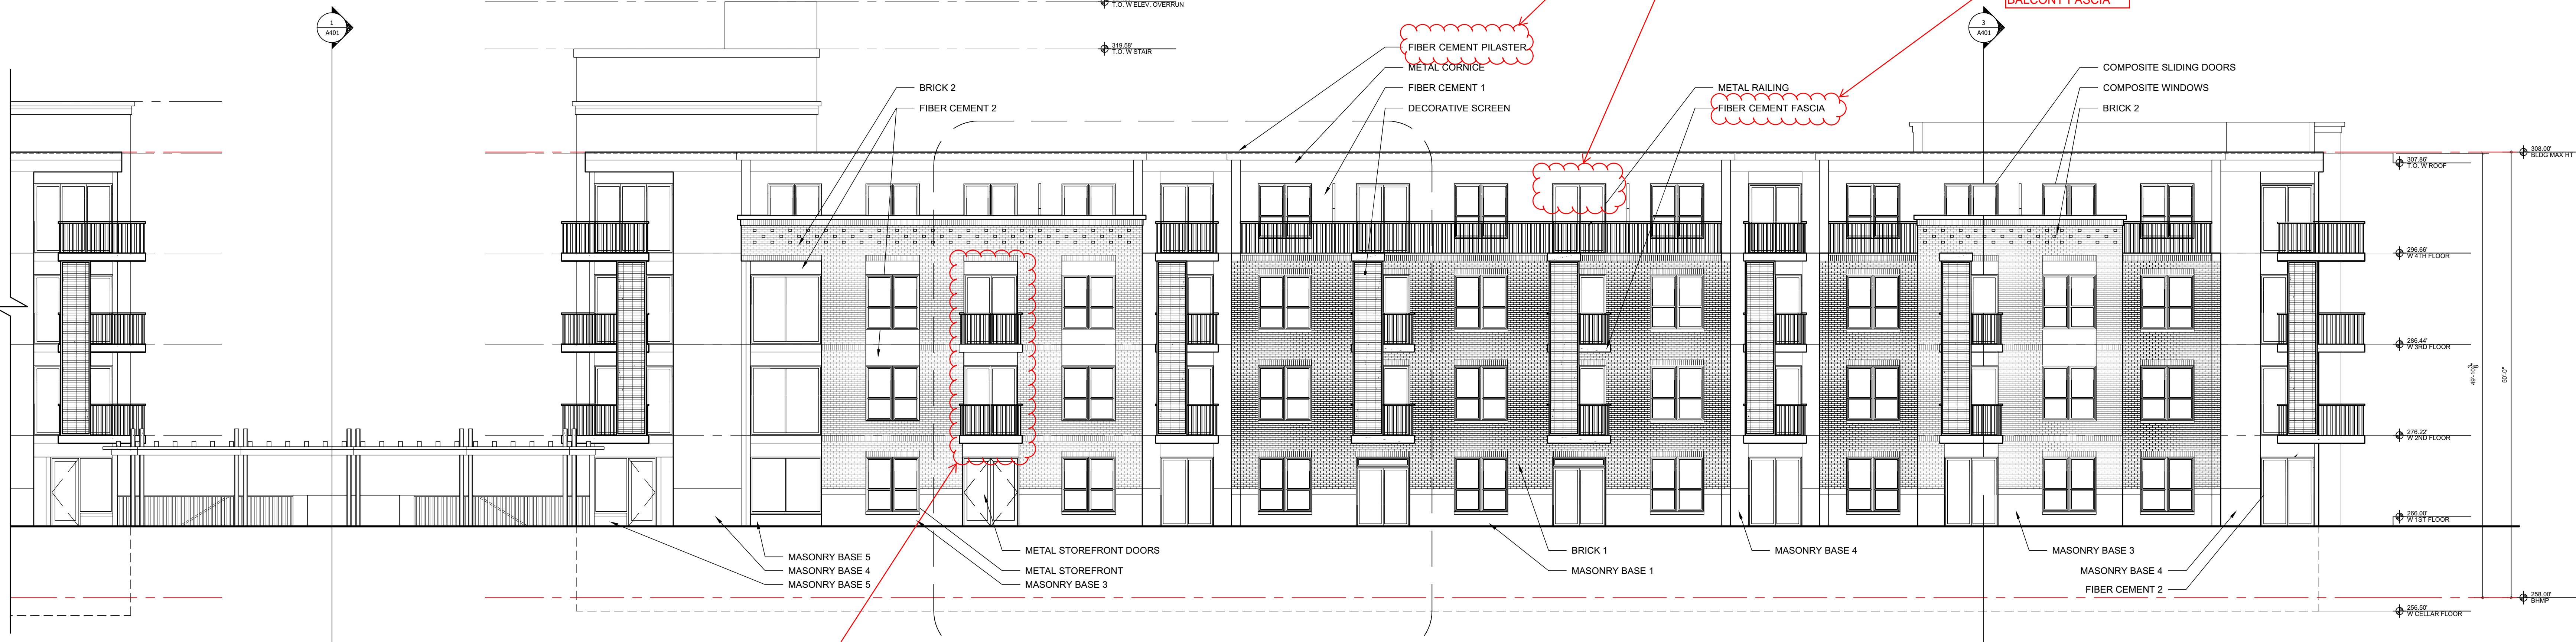 T.O. W ELEV. OVERRUN
BALCONY FASCIA
1
A401
3
A401
319.58'
T.O. W STAIR
FIBER CEMENT PILASTER
METAL CORNICE
FIBER CEMENT 1
DECORATIVE SCREEN
BRICK 2
FIBER CEMENT 2
METAL RAILING
FIBER CEMENT FASCIA
COMPOSITE SLIDING DOORS
COMPOSITE WINDOWS
BRICK 2
308.00'
BLDG MAX HT
307.86'
T.O. W ROOF
296.66'
W 4TH FLOOR
286.44'
W 3RD FLOOR
276.22'
W 2ND FLOOR
266.00'
W 1ST FLOOR
50'-0"
METAL STOREFRONT DOORS
METAL STOREFRONT
MASONRY BASE 3
MASONRY BASE 5
MASONRY BASE 4
MASONRY BASE 5
BRICK 1
MASONRY BASE 1
MASONRY BASE 4
MASONRY BASE 3
MASONRY BASE 4
FIBER CEMENT 2
258.00'
BHMP
256.50'
W CELLAR FLOOR